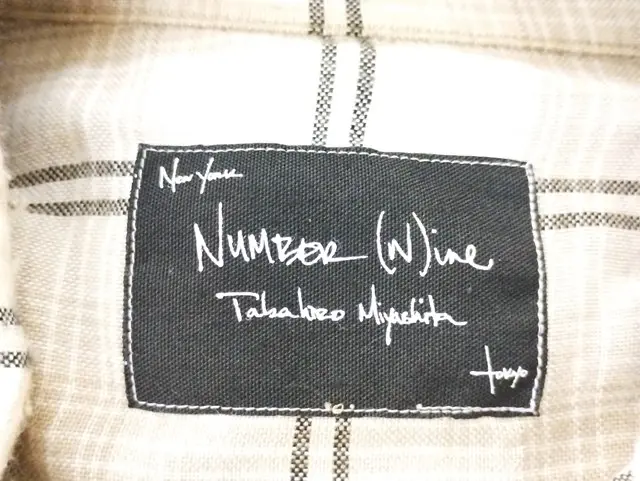 New York
NUMBER (N)ine
Takahiro Miyashita
tokyo